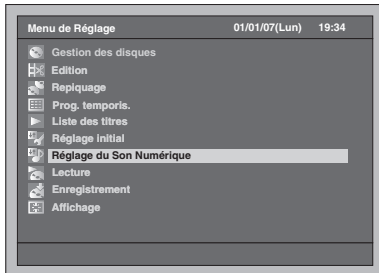 Menu de Réglage 01/01/07(Lun) 19:34
Gestion des disques
Edition
Repiquage
Prog. temporis.
Liste des titres
Réglage initial
Réglage du Son Numérique
Lecture
Enregistrement
Affichage